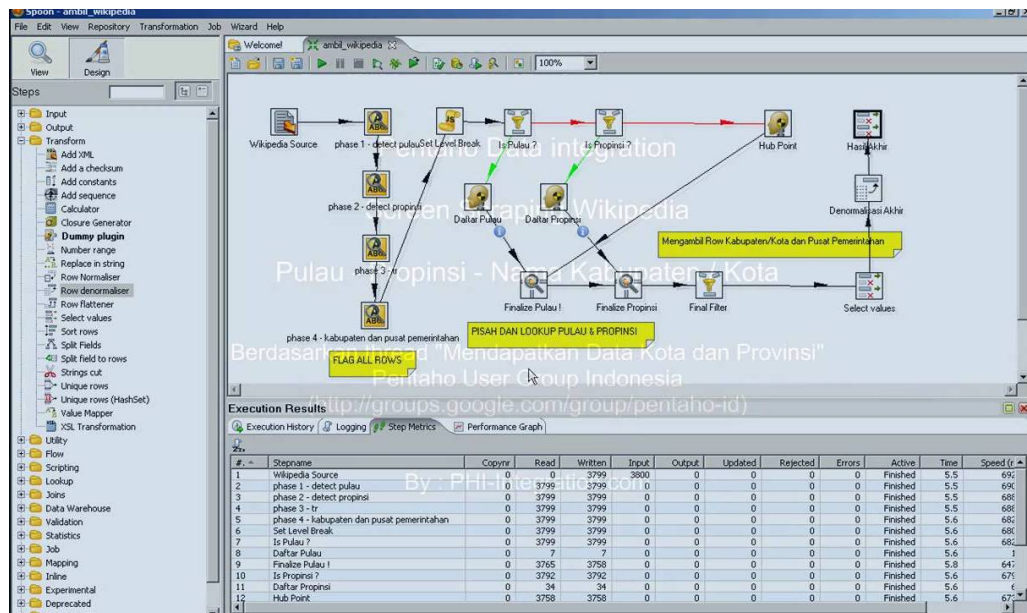 Spoon - ambil_wikipedia
File Edit View Repository Transformation Job Wizard Help
View Design
Welcome! ambil_wikipedia
100%
Steps
Input
Output
Transform
Add XML
Add a checksum
Add constants
Add sequence
Calculator
Closure Generator
Dummy plugin
Number range
Replace in string
Row Normaliser
Row denormaliser
Row flattener
Select values
Sort rows
Split Fields
Split field to rows
Strings cut
Unique rows
Unique rows (HashSet)
Value Mapper
XSL Transformation
Utility
Flow
Scripting
Lookup
Joins
Data Warehouse
Validation
Statistics
Job
Mapping
Inline
Experimental
Deprecated
Wikipedia Source phase 1 - detect pulau Set Level Break Is Pulau ? Is Propinsi ? Hub Point Hasil Akhir
Pentaho Data integration
phase 2 - detect propinsi Daftar Pulau Daftar Propinsi Denormalisasi Akhir
Screen Scraping Wikipedia
Mengambil Row Kabupaten/Kota dan Pusat Pemerintahan
phase 3 - tr
Pulau - Propinsi - Nama Kabupaten / Kota
Finalize Pulau ! Finalize Propinsi Final Filter Select values
phase 4 - kabupaten dan pusat pemerintahan
PISAH DAN LOOKUP PULAU & PROPINSI
FLAG ALL ROWS
Berdasarkan thread "Mendapatkan Data Kota dan Provinsi"
Pentaho User Group Indonesia
(http://groups.google.com/group/pentaho-id)
By : PHI-Integration.com
Execution Results
Execution History Logging Step Metrics Performance Graph
#. Stepname Copynr Read Written Input Output Updated Rejected Errors Active Time Speed (r
1 Wikipedia Source 0 0 3799 3800 0 0 0 0 Finished 5.5
2 phase 1 - detect pulau 0 3799 3799 0 0 0 0 0 Finished 5.5
3 phase 2 - detect propinsi 0 3799 3799 0 0 0 0 0 Finished 5.5
4 phase 3 - tr 0 3799 3799 0 0 0 0 0 Finished 5.5
5 phase 4 - kabupaten dan pusat pemerintahan 0 3799 3799 0 0 0 0 0 Finished 5.6
6 Set Level Break 0 3799 3799 0 0 0 0 0 Finished 5.6
7 Is Pulau ? 0 3799 3799 0 0 0 0 0 Finished 5.6
8 Daftar Pulau 0 7 7 0 0 0 0 0 Finished 5.6
9 Finalize Pulau ! 0 3765 3758 0 0 0 0 0 Finished 5.8
10 Is Propinsi ? 0 3792 3792 0 0 0 0 0 Finished 5.6
11 Daftar Propinsi 0 34 34 0 0 0 0 0 Finished 5.6
12 Hub Point 0 3758 3758 0 0 0 0 0 Finished 5.6